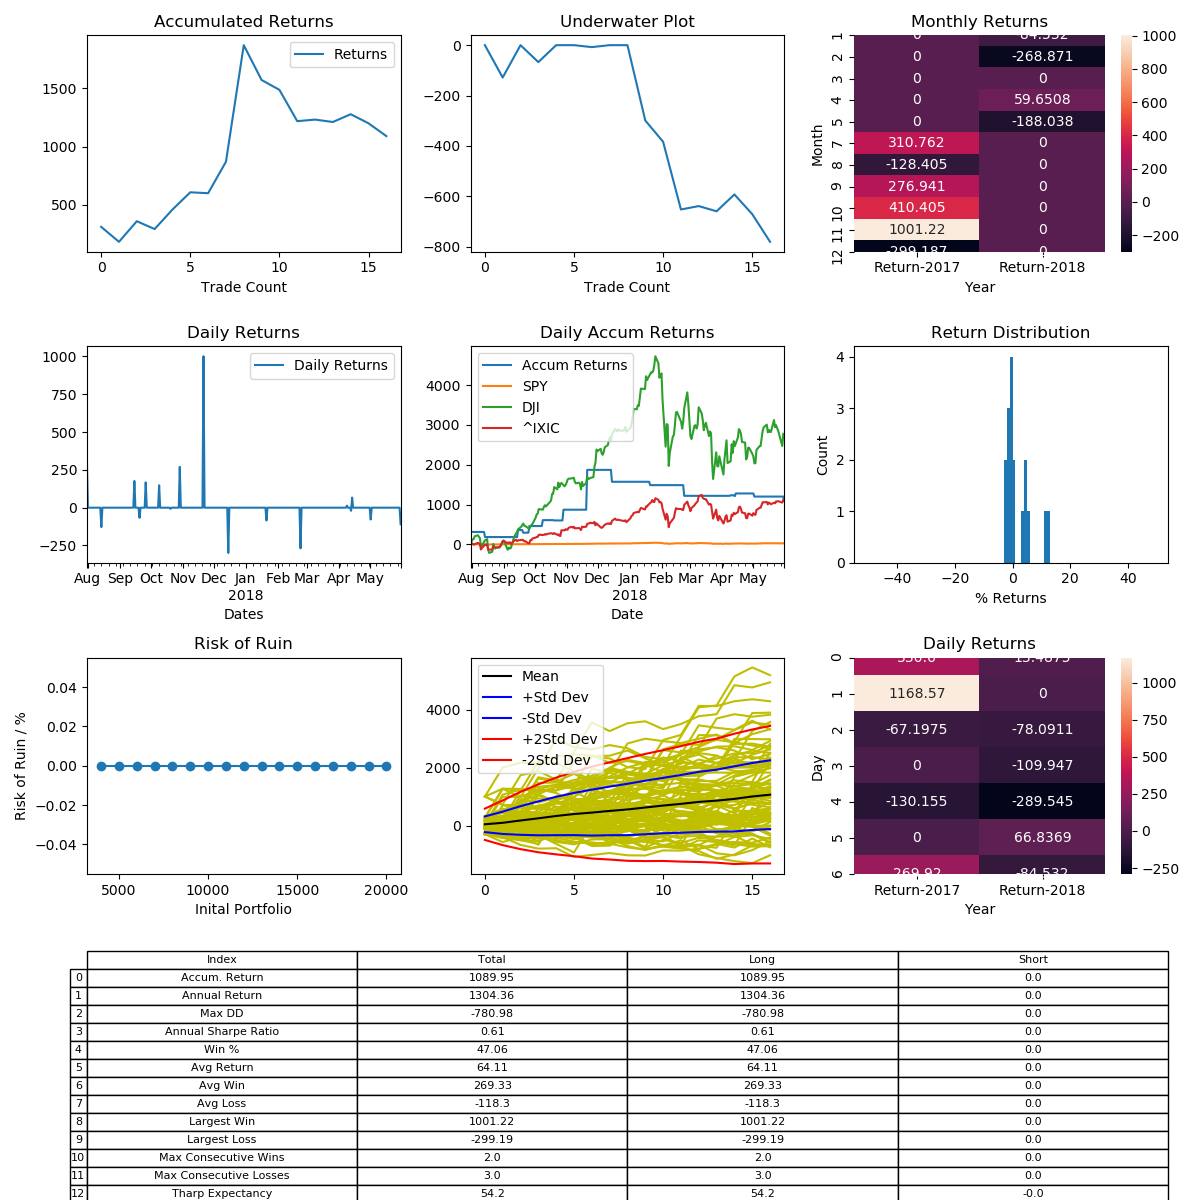 Accumulated Returns
Returns
1500
1000
500
0 5 10 15
Trade Count
Underwater Plot
0
−200
−400
−600
−800
0 5 10 15
Trade Count
Monthly Returns
1 2 3 4 5 7 8 9 10 11 12
Month
0
0 -268.871
0 0
0 59.6508
0 -188.038
310.762 0
-128.405 0
276.941 0
410.405 0
1001.22 0
-299.187 0
Return-2017 Return-2018
Year
1000
800
600
400
200
0
−200
Daily Returns
Daily Returns
1000
750
500
250
0
−250
Aug Sep Oct Nov Dec Jan Feb Mar Apr May
2018
Dates
Daily Accum Returns
Accum Returns
SPY
DJI
^IXIC
4000
3000
2000
1000
0
Aug Sep Oct Nov Dec Jan Feb Mar Apr May
2018
Date
Return Distribution
Count
4
3
2
1
0
−40 −20 0 20 40
% Returns
Risk of Ruin
Risk of Ruin / %
0.04
0.02
0.00
−0.02
−0.04
5000 10000 15000 20000
Inital Portfolio
Mean
+Std Dev
-Std Dev
+2Std Dev
-2Std Dev
4000
2000
0
0 5 10 15
Daily Returns
0 1 2 3 4 5 6
Day
1168.57 0
-67.1975 -78.0911
0 -109.947
-130.155 -289.545
0 66.8369
269.92 -84.532
Return-2017 Return-2018
Year
1000
750
500
250
0
−250
Index Total Long Short
0 Accum. Return 1089.95 1089.95 0.0
1 Annual Return 1304.36 1304.36 0.0
2 Max DD -780.98 -780.98 0.0
3 Annual Sharpe Ratio 0.61 0.61 0.0
4 Win % 47.06 47.06 0.0
5 Avg Return 64.11 64.11 0.0
6 Avg Win 269.33 269.33 0.0
7 Avg Loss -118.3 -118.3 0.0
8 Largest Win 1001.22 1001.22 0.0
9 Largest Loss -299.19 -299.19 0.0
10 Max Consecutive Wins 2.0 2.0 0.0
11 Max Consecutive Losses 3.0 3.0 0.0
12 Tharp Expectancy 54.2 54.2 -0.0